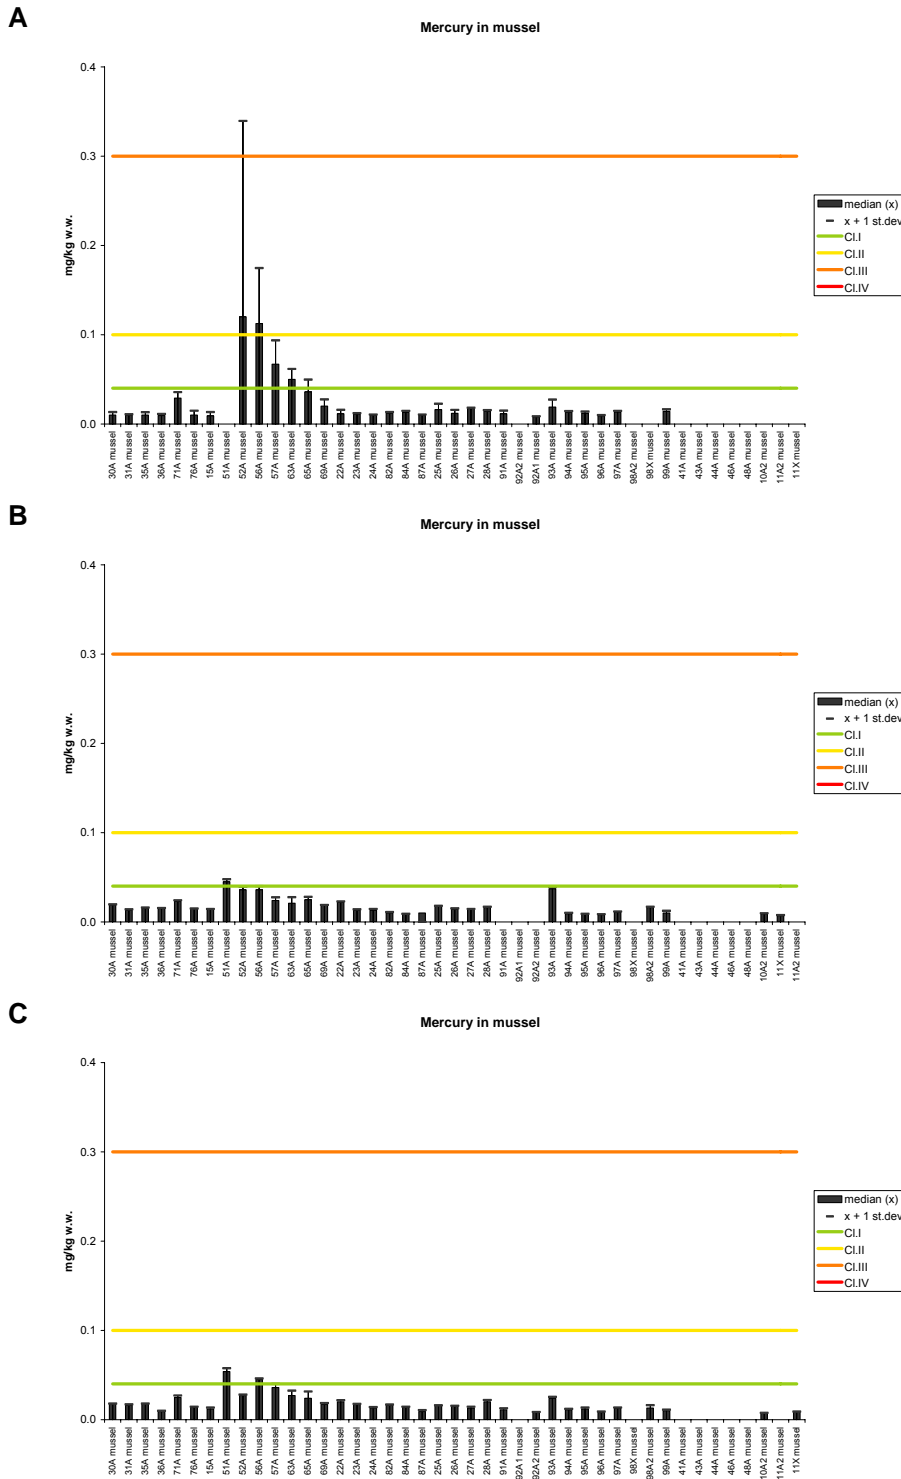 A
Mercury in mussel
0.4
0.3
0.2
0.1
0.0
mg/kg w.w.
median (x)
x + 1 st.dev
Cl.I
Cl.II
Cl.III
Cl.IV
30A mussel
31A mussel
35A mussel
36A mussel
71A mussel
76A mussel
15A mussel
51A mussel
52A mussel
56A mussel
57A mussel
63A mussel
65A mussel
69A mussel
22A mussel
23A mussel
24A mussel
82A mussel
84A mussel
87A mussel
25A mussel
26A mussel
27A mussel
28A mussel
91A mussel
92A2 mussel
92A1 mussel
93A mussel
94A mussel
95A mussel
96A mussel
97A mussel
98A2 mussel
98X mussel
99A mussel
41A mussel
43A mussel
44A mussel
46A mussel
48A mussel
10A2 mussel
11A2 mussel
11X mussel
B
Mercury in mussel
0.4
0.3
0.2
0.1
0.0
mg/kg w.w.
median (x)
x + 1 st.dev
Cl.I
Cl.II
Cl.III
Cl.IV
30A mussel
31A mussel
35A mussel
36A mussel
71A mussel
76A mussel
15A mussel
51A mussel
52A mussel
56A mussel
57A mussel
63A mussel
65A mussel
69A mussel
22A mussel
23A mussel
24A mussel
82A mussel
84A mussel
87A mussel
25A mussel
26A mussel
27A mussel
28A mussel
91A mussel
92A1 mussel
92A2 mussel
93A mussel
94A mussel
95A mussel
96A mussel
97A mussel
98X mussel
98A2 mussel
99A mussel
41A mussel
43A mussel
44A mussel
46A mussel
48A mussel
10A2 mussel
11X mussel
11A2 mussel
C
Mercury in mussel
0.4
0.3
0.2
0.1
0.0
mg/kg w.w.
median (x)
x + 1 st.dev
Cl.I
Cl.II
Cl.III
Cl.IV
30A mussel
31A mussel
35A mussel
36A mussel
71A mussel
76A mussel
15A mussel
51A mussel
52A mussel
56A mussel
57A mussel
63A mussel
65A mussel
69A mussel
22A mussel
23A mussel
24A mussel
82A mussel
84A mussel
87A mussel
25A mussel
26A mussel
27A mussel
28A mussel
91A mussel
92A1 mussel
92A2 mussel
93A mussel
94A mussel
95A mussel
96A mussel
97A mussel
98X mussel
98A2 mussel
99A mussel
41A mussel
43A mussel
44A mussel
46A mussel
48A mussel
10A2 mussel
11A2 mussel
11X mussel